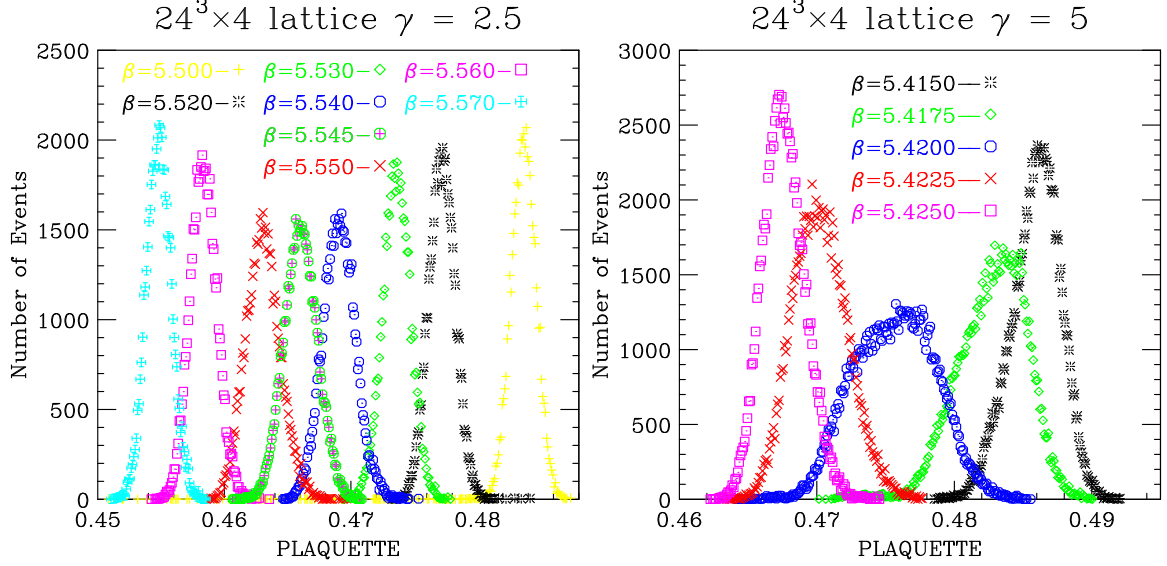 24³×4 lattice γ = 2.5
2500
2000
1500
1000
500
0
Number of Events
β=5.500
β=5.530
β=5.560
β=5.520
β=5.540
β=5.570
β=5.545
β=5.550
0.45
0.46
0.47
0.48
PLAQUETTE
24³×4 lattice γ = 5
3000
2500
2000
1500
1000
500
0
Number of Events
β=5.4150
β=5.4175
β=5.4200
β=5.4225
β=5.4250
0.46
0.47
0.48
0.49
PLAQUETTE